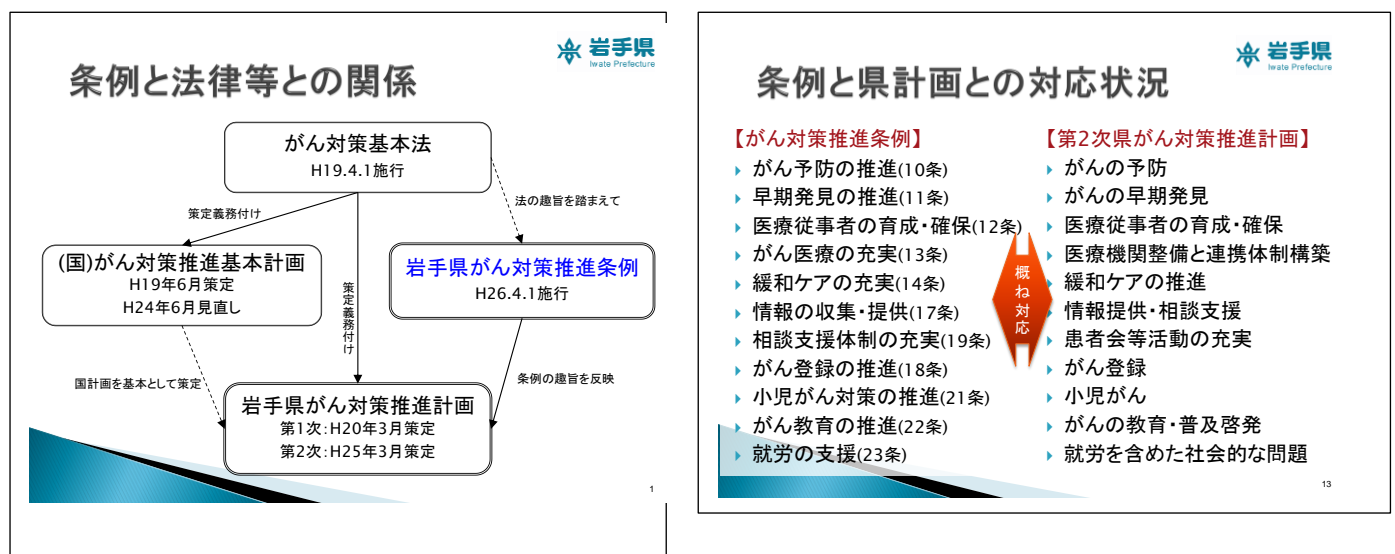 岩手県
Iwate Prefecture
条例と法律等との関係
がん対策基本法
H19.4.1施行
策定義務付け
法の趣旨を踏まえて
(国)がん対策推進基本計画
H19年6月策定
H24年6月見直し
策定義務付け
岩手県がん対策推進条例
H26.4.1施行
国計画を基本として策定
条例の趣旨を反映
岩手県がん対策推進計画
第1次:H20年3月策定
第2次:H25年3月策定
1
岩手県
Iwate Prefecture
条例と県計画との対応状況
【がん対策推進条例】
がん予防の推進(10条)
早期発見の推進(11条)
医療従事者の育成・確保(12条)
がん医療の充実(13条)
緩和ケアの充実(14条)
情報の収集・提供(17条)
相談支援体制の充実(19条)
がん登録の推進(18条)
小児がん対策の推進(21条)
がん教育の推進(22条)
就労の支援(23条)
概ね対応
【第2次県がん対策推進計画】
がんの予防
がんの早期発見
医療従事者の育成・確保
医療機関整備と連携体制構築
緩和ケアの推進
情報提供・相談支援
患者会等活動の充実
がん登録
小児がん
がんの教育・普及啓発
就労を含めた社会的な問題
13